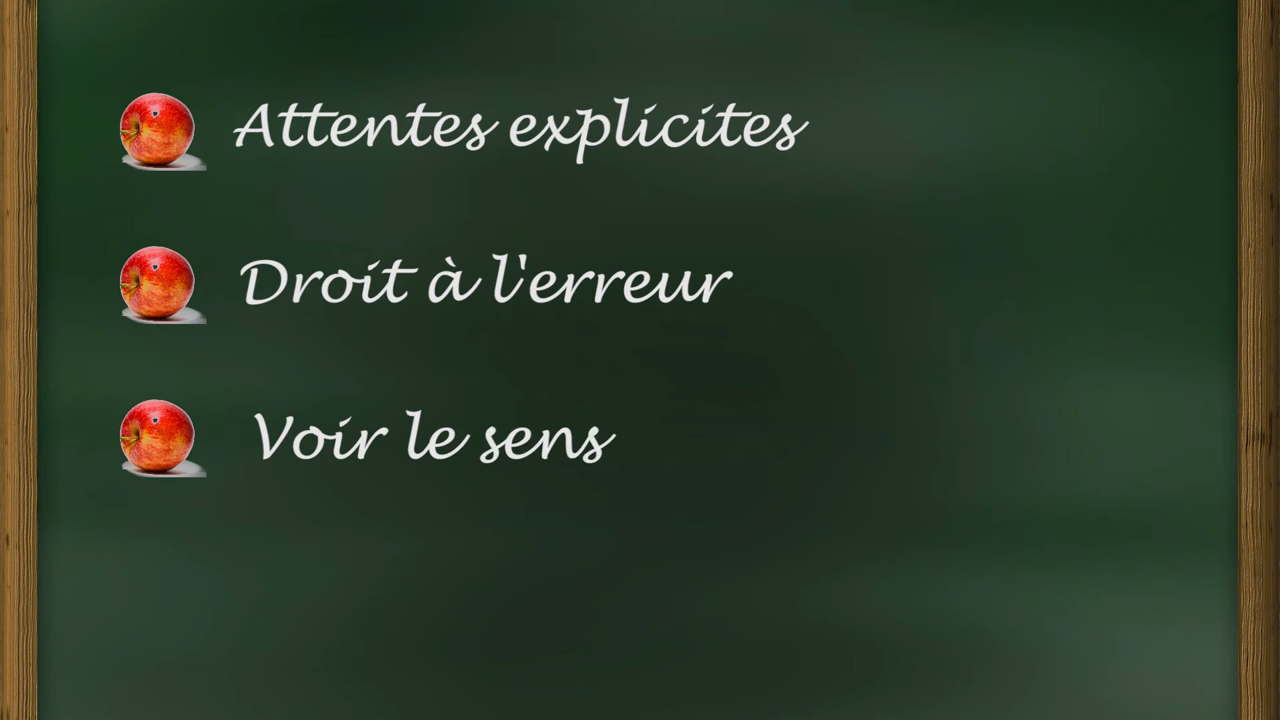 Attentes explicites
Droit à l'erreur
Voir le sens